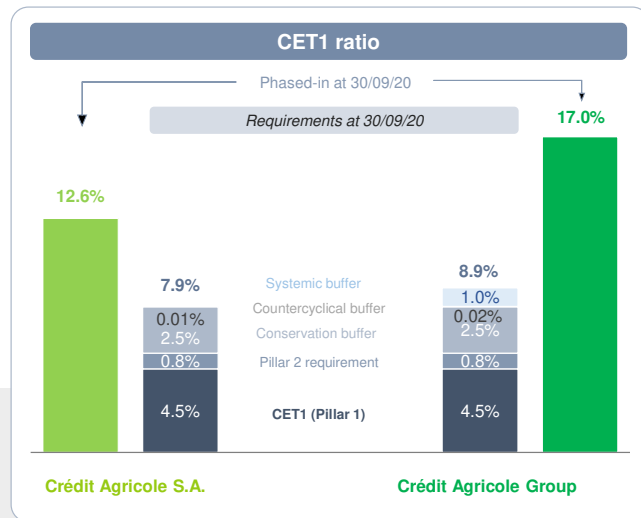 CET1 ratio
Phased-in at 30/09/20
Requirements at 30/09/20
17.0%
12.6%
7.9%
Systemic buffer
8.9%
1.0%
Countercyclical buffer
0.01%
0.02%
2.5%
Conservation buffer
2.5%
0.8%
Pillar 2 requirement
0.8%
4.5%
CET1 (Pillar 1)
4.5%
Crédit Agricole S.A.
Crédit Agricole Group